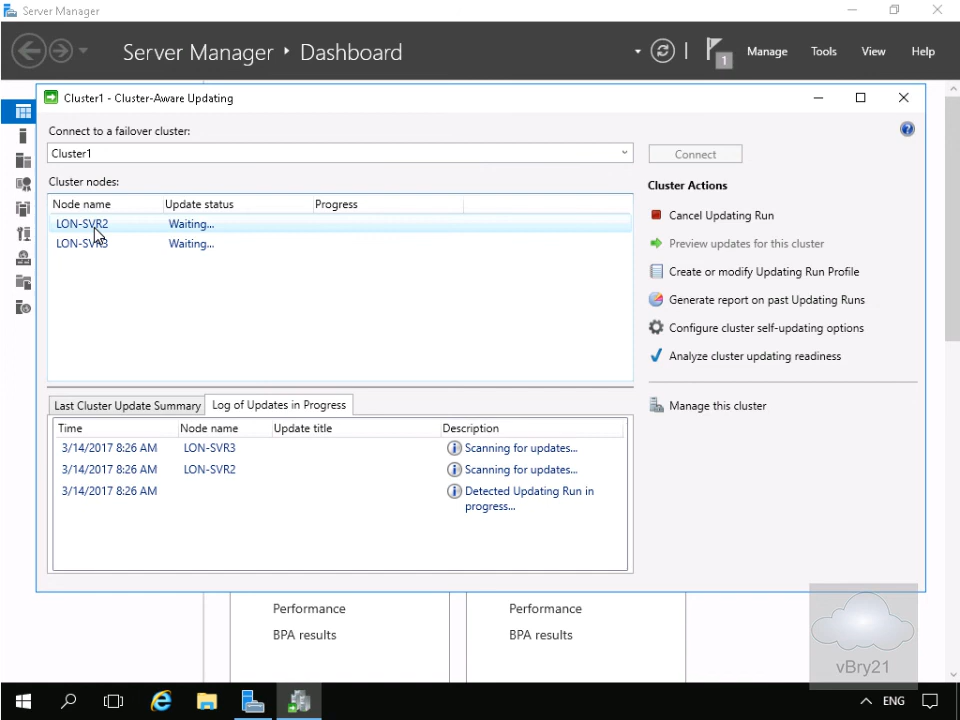 Server Manager
Server Manager ‣ Dashboard
1
Manage
Tools
View
Help
Cluster1 - Cluster-Aware Updating
Connect to a failover cluster:
Cluster1
Connect
Cluster nodes:
Node name Update status Progress
LON-SVR2 Waiting...
LON-SVR3 Waiting...
Cluster Actions
Cancel Updating Run
Preview updates for this cluster
Create or modify Updating Run Profile
Generate report on past Updating Runs
Configure cluster self-updating options
Analyze cluster updating readiness
Manage this cluster
Last Cluster Update Summary
Log of Updates in Progress
Time Node name Update title Description
3/14/2017 8:26 AM LON-SVR3 Scanning for updates...
3/14/2017 8:26 AM LON-SVR2 Scanning for updates...
3/14/2017 8:26 AM Detected Updating Run in
progress...
Performance
BPA results
Performance
BPA results
vBry21
ENG